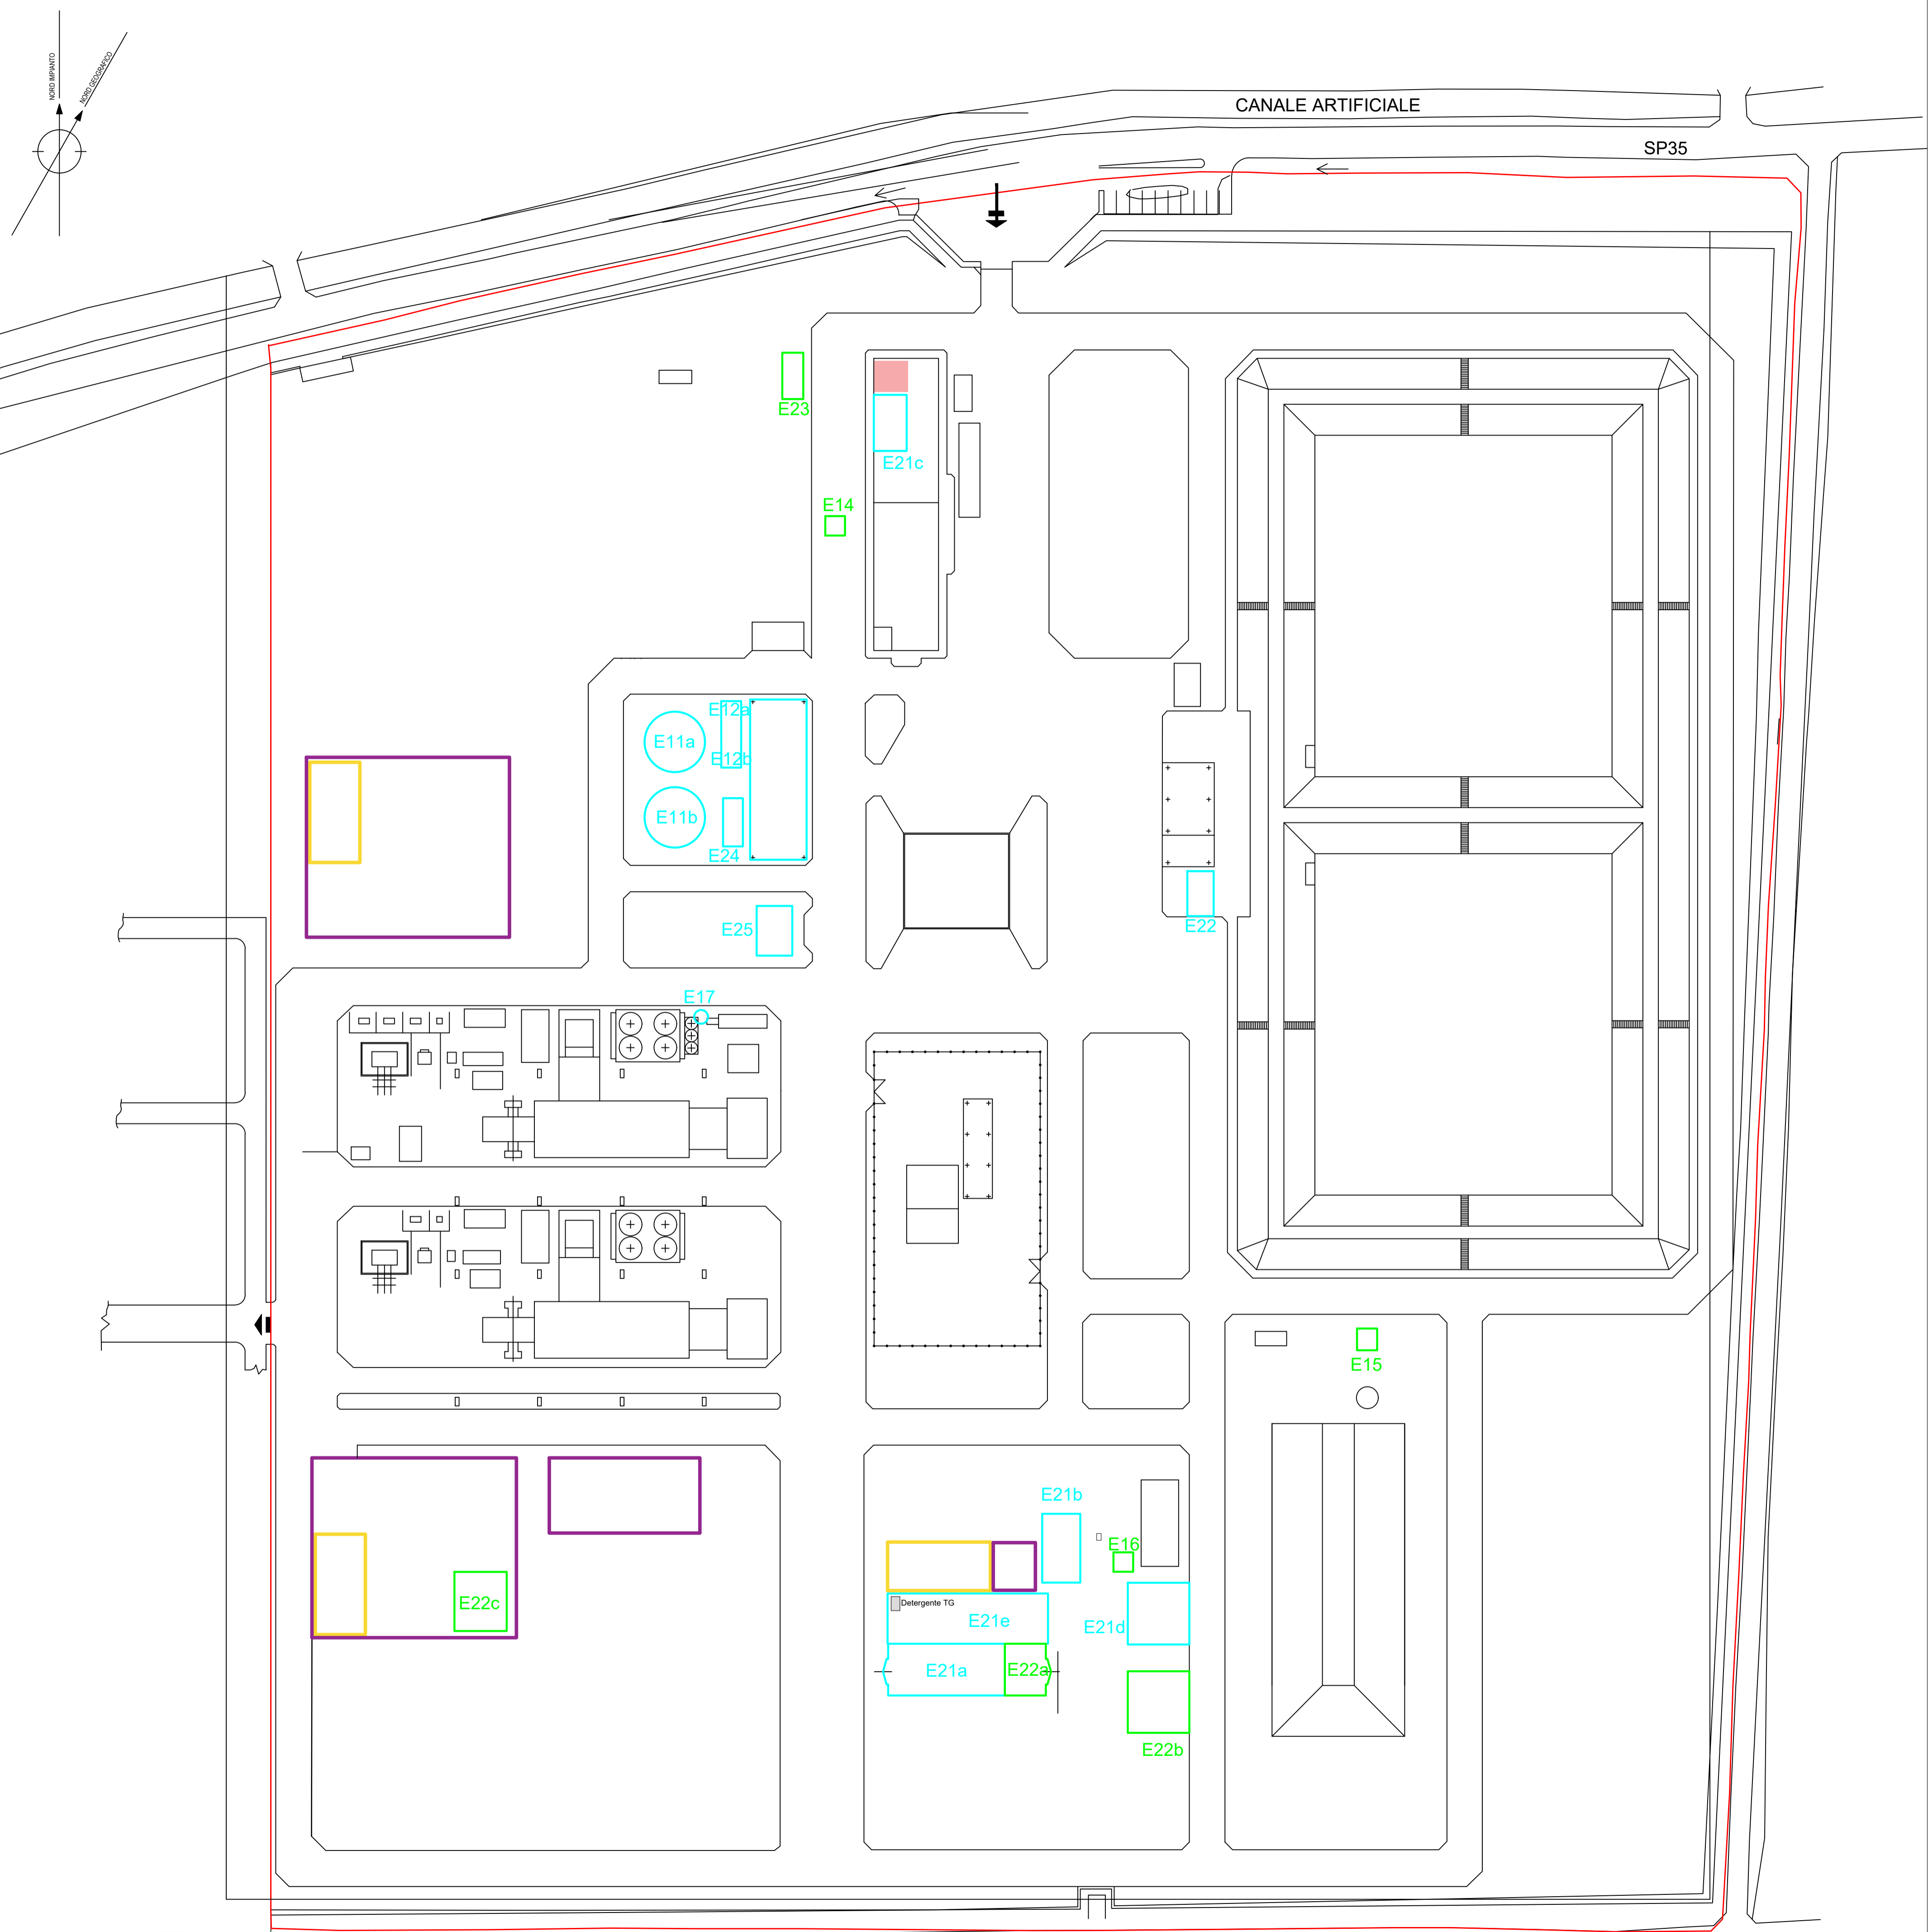 NORD IMPIANTO
NORD GEOGRAFICO
CANALE ARTIFICIALE
SP35
E23
E21c
E14
E12a
E11a
E12b
E11b
E24
E25
E22
E17
E15
E21b
E16
E22c
Detergente TG
E21e
E21d
E21a
E22a
E22b